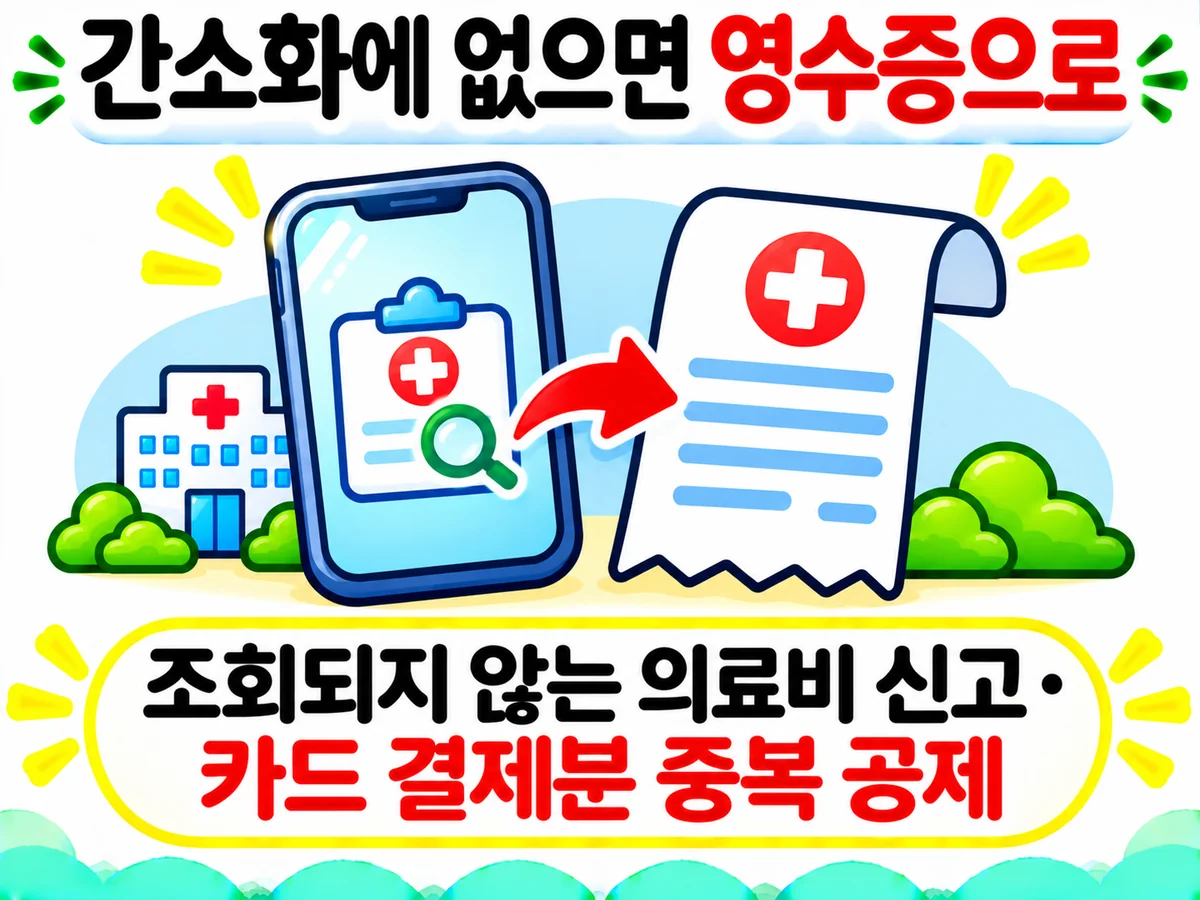 간소화에 없으면 영수증으로
조회되지 않는 의료비 신고·
카드 결제분 중복 공제